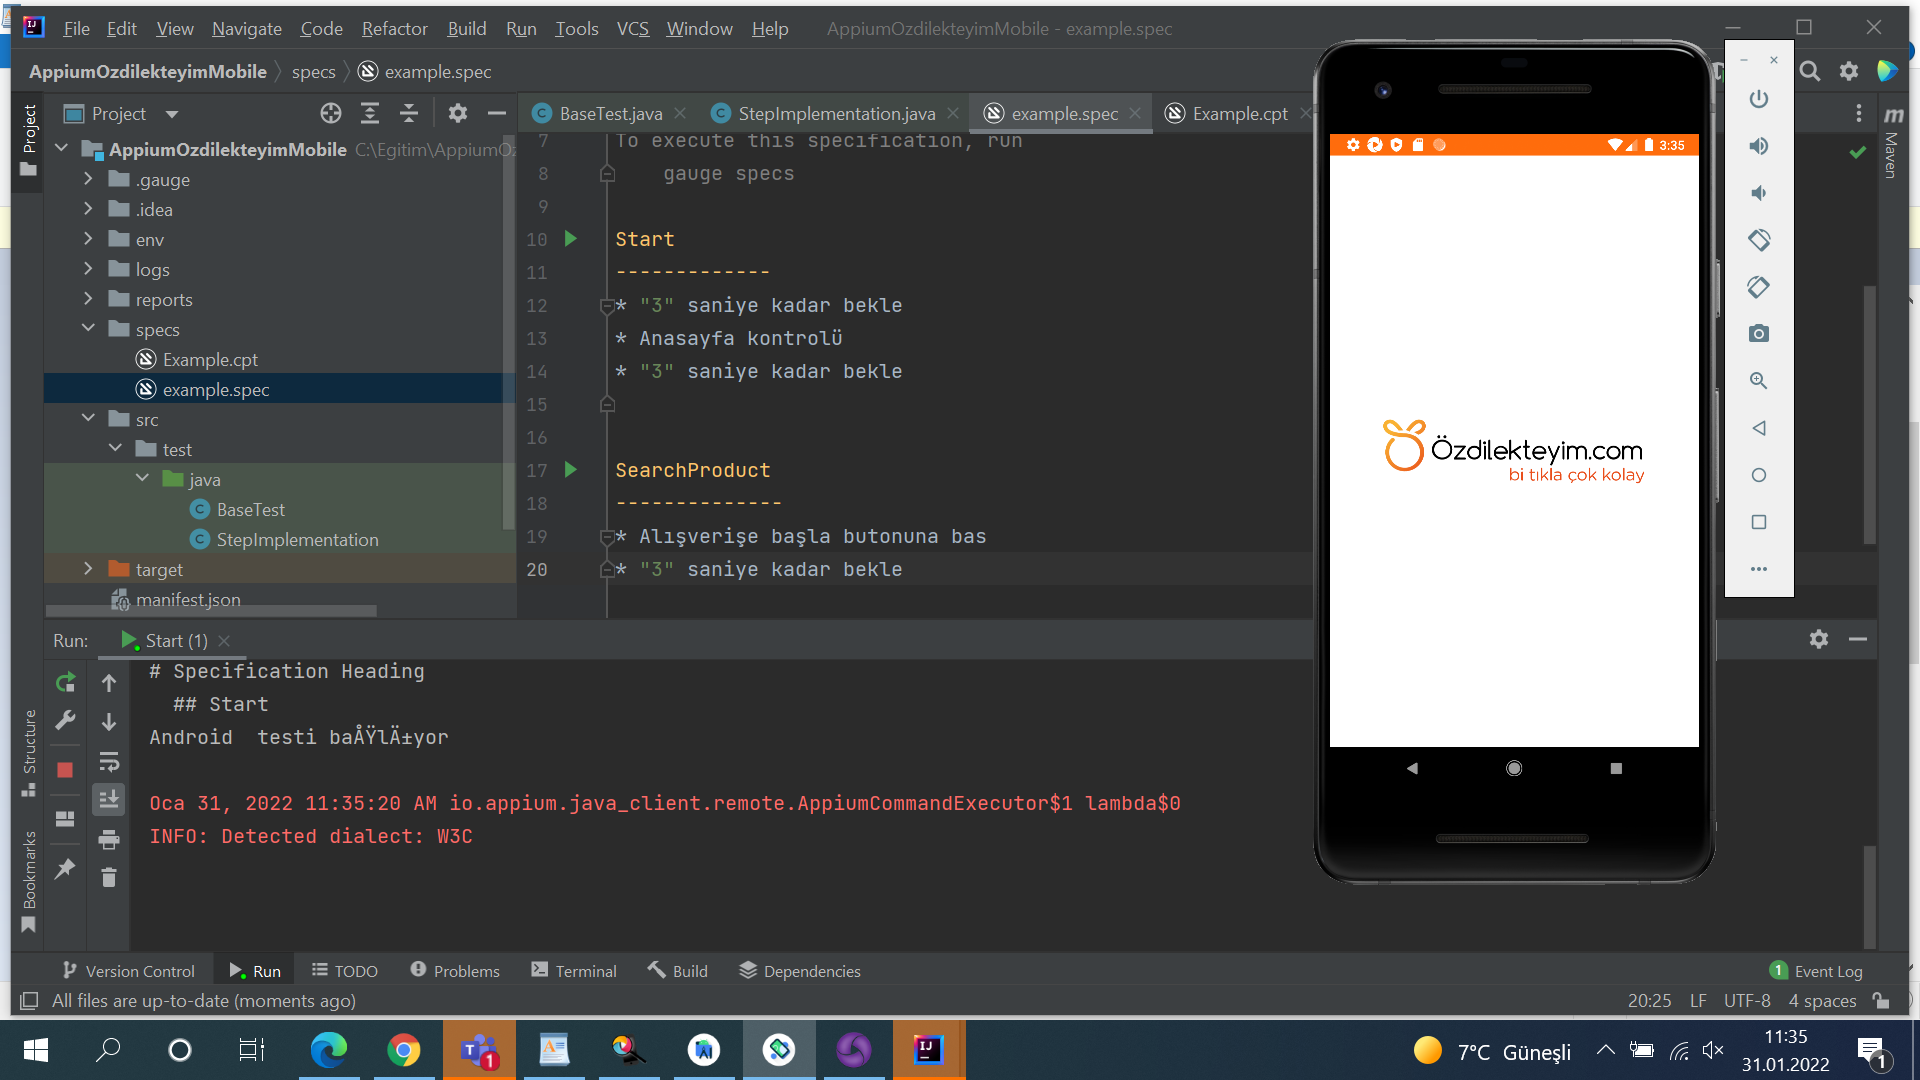 File Edit View Navigate Code Refactor Build Run Tools VCS Window Help AppiumOzdilekteyimMobile - example.spec
AppiumOzdilekteyimMobile specs example.spec
Project
BaseTest.java StepImplementation.java example.spec Example.cpt
Project
Maven
AppiumOzdilekteyimMobile C:\Egitim\AppiumOz
.gauge
.idea
env
logs
reports
specs
Example.cpt
example.spec
src
test
java
BaseTest
StepImplementation
target
manifest.json
7 To execute this specification, run
8 gauge specs
9
10 Start
11 -------------
12 * "3" saniye kadar bekle
13 * Anasayfa kontrolü
14 * "3" saniye kadar bekle
15
16
17 SearchProduct
18 --------------
19 * Alışverişe başla butonuna bas
20 * "3" saniye kadar bekle
3:35
Özdilekteyim.com
bi tıkla çok kolay
Run: Start (1)
# Specification Heading
## Start
Android  testi baÅŸlÄ±yor
Oca 31, 2022 11:35:20 AM io.appium.java_client.remote.AppiumCommandExecutor$1 lambda$0
INFO: Detected dialect: W3C
Structure
Bookmarks
Version Control Run TODO Problems Terminal Build Dependencies 1 Event Log
All files are up-to-date (moments ago) 20:25 LF UTF-8 4 spaces
7°C Güneşli
11:35
31.01.2022
1
1